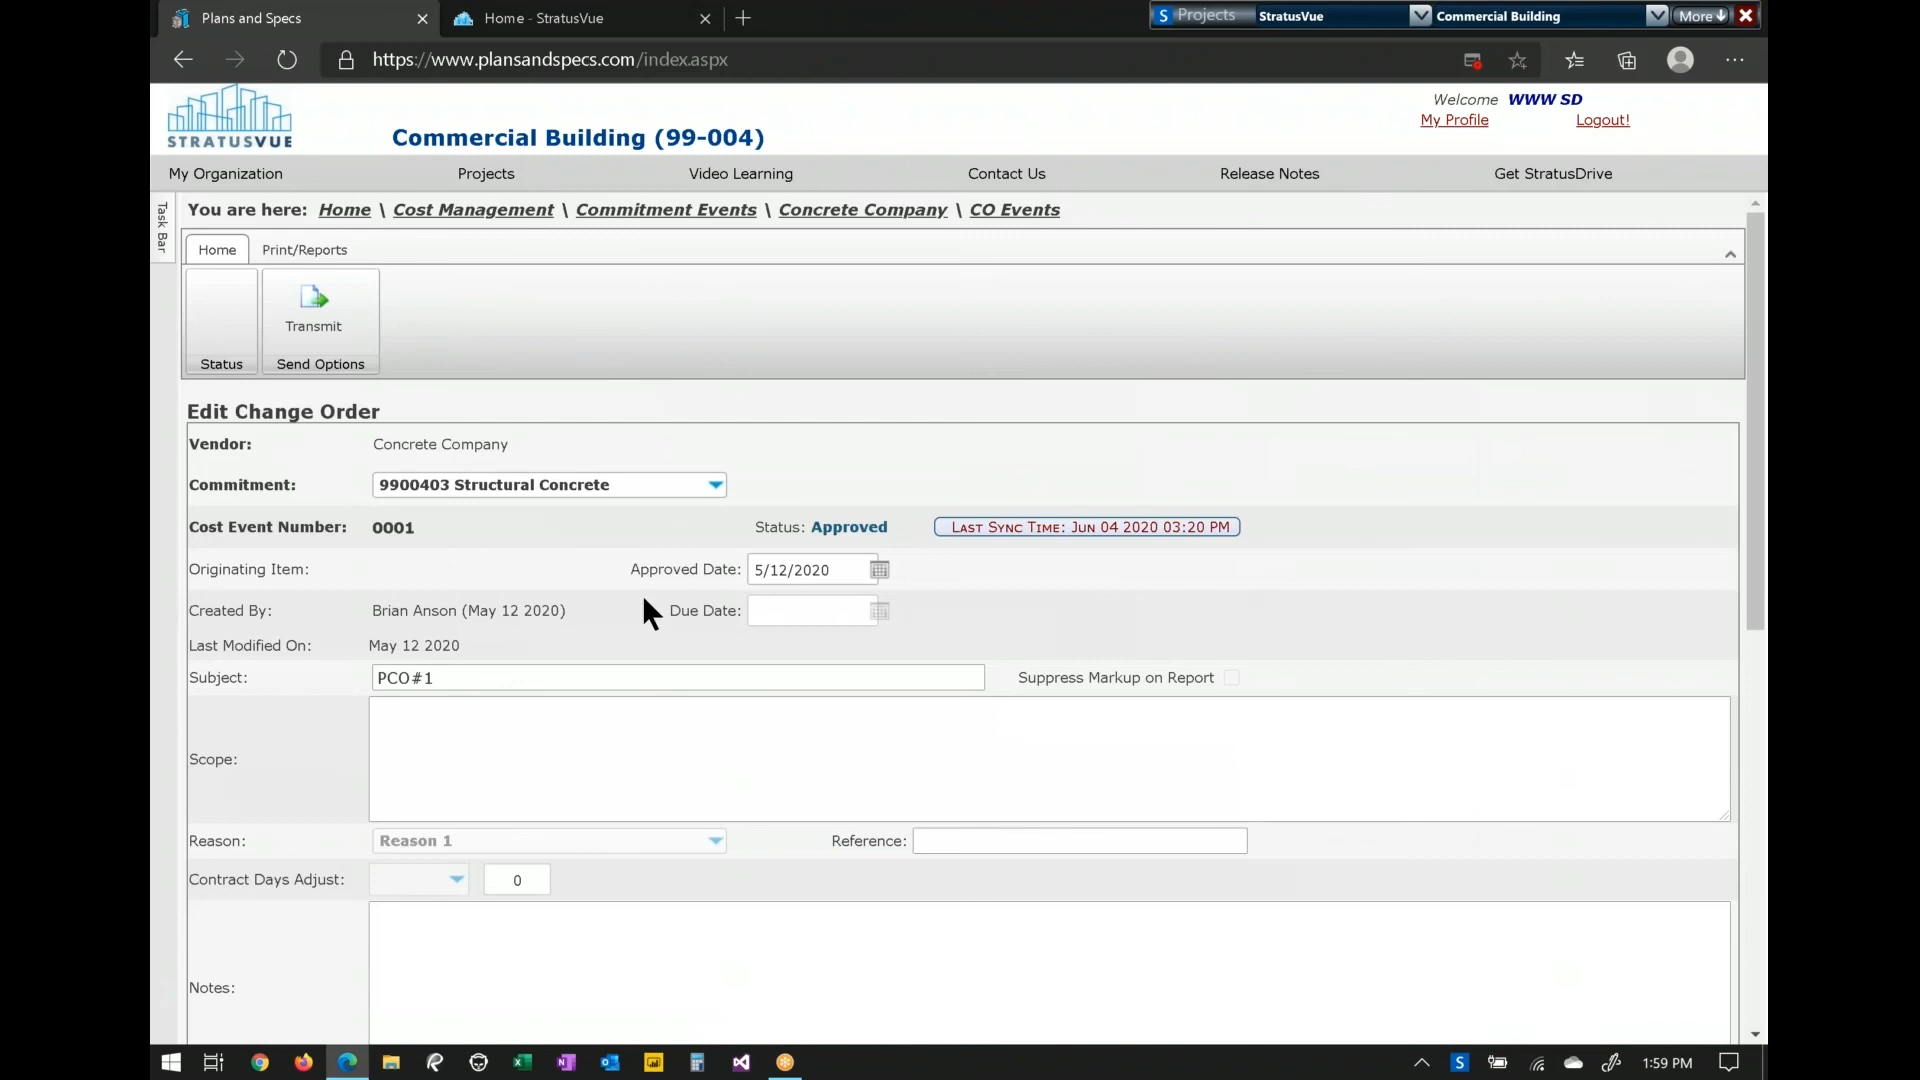 Plans and Specs
Home - StratusVue
S Projects StratusVue Commercial Building More
https://www.plansandspecs.com/index.aspx
STRATUSVUE
Commercial Building (99-004)
Welcome WWW SD
My Profile Logout!
My Organization Projects Video Learning Contact Us Release Notes Get StratusDrive
Task Bar
You are here: Home \ Cost Management \ Commitment Events \ Concrete Company \ CO Events
Home Print/Reports
Transmit
Status Send Options
Edit Change Order
Vendor: Concrete Company
Commitment: 9900403 Structural Concrete
Cost Event Number: 0001 Status: Approved LAST SYNC TIME: JUN 04 2020 03:20 PM
Originating Item: Approved Date: 5/12/2020
Created By: Brian Anson (May 12 2020) Due Date:
Last Modified On: May 12 2020
Subject: PCO#1 Suppress Markup on Report
Scope:
Reason: Reason 1 Reference:
Contract Days Adjust: 0
Notes:
1:59 PM